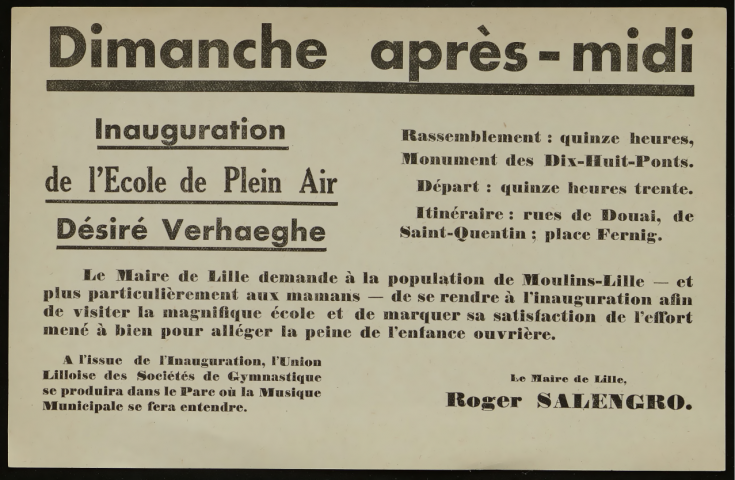 Dimanche après-midi
Inauguration
de l'Ecole de Plein Air
Désiré Verhaeghe
Rassemblement : quinze heures,
Monument des Dix-Huit-Ponts.
Départ : quinze heures trente.
Itinéraire : rues de Douai, de
Saint-Quentin ; place Fernig.
Le Maire de Lille demande à la population de Moulins-Lille — et
plus particulièrement aux mamans — de se rendre à l'inauguration afin
de visiter la magnifique école et de marquer sa satisfaction de l'effort
mené à bien pour alléger la peine de l'enfance ouvrière.
A l'issue de l'Inauguration, l'Union
Lilloise des Sociétés de Gymnastique
se produira dans le Parc où la Musique
Municipale se fera entendre.
Le Maire de Lille,
Roger SALENGRO.